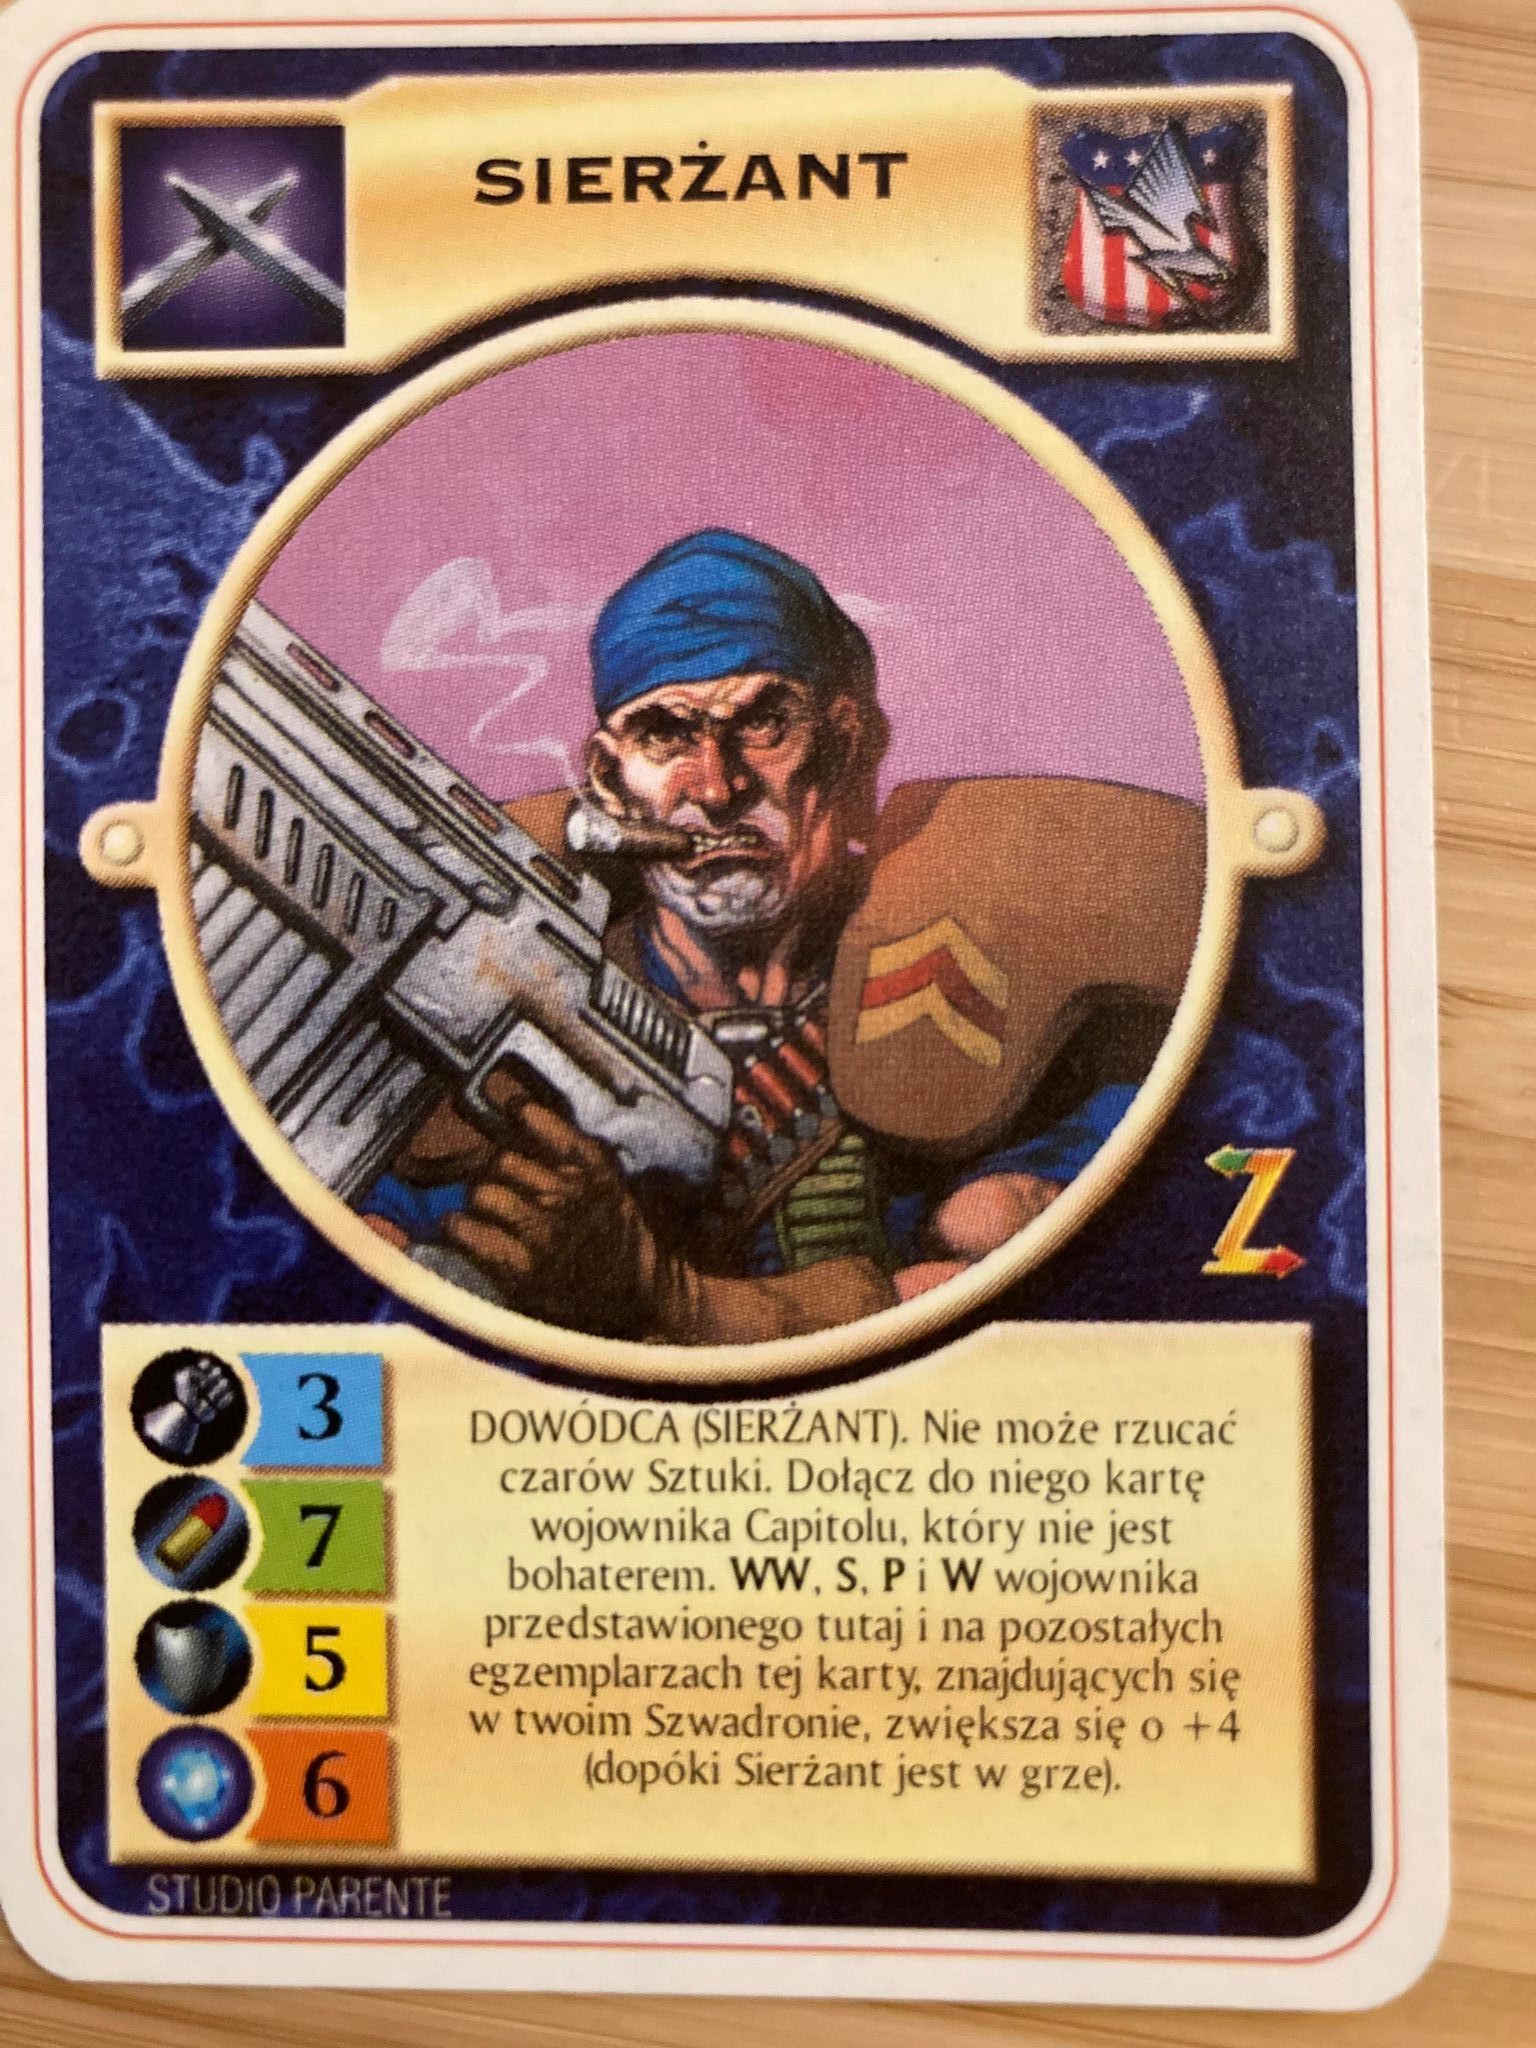 SIERŻANT
Z
3
7
5
6
DOWÓDCA (SIERŻANT). Nie może rzucać
czarów Sztuki. Dołącz do niego kartę
wojownika Capitolu, który nie jest
bohaterem. WW, S, P i W wojownika
przedstawionego tutaj i na pozostałych
egzemplarzach tej karty, znajdujących się
w twoim Szwadronie, zwiększa się o +4
(dopóki Sierżant jest w grze).
STUDIO PARENTE